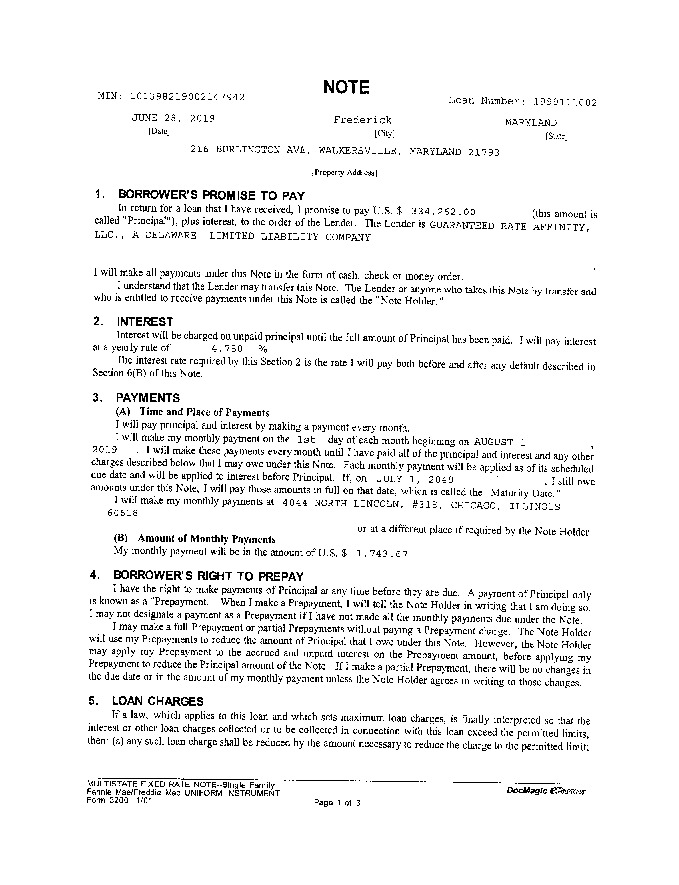 NOTE
MIN:
Loan Number:
JUNE 28, 2019 Frederick MARYLAND
[Date] [City] [State]
216 BURLINGTON AVE, WALKERSVILLE, MARYLAND 21793
[Property Address]
1. BORROWER'S PROMISE TO PAY
In return for a loan that I have received, I promise to pay U.S. $ 334,252.00 (this amount is
called "Principal"), plus interest, to the order of the Lender. The Lender is GUARANTEED RATE AFFINITY,
LLC., A DELAWARE LIMITED LIABILITY COMPANY
I will make all payments under this Note in the form of cash, check or money order.
I understand that the Lender may transfer this Note. The Lender or anyone who takes this Note by transfer and
who is entitled to receive payments under this Note is called the "Note Holder."
2. INTEREST
Interest will be charged on unpaid principal until the full amount of Principal has been paid. I will pay interest
at a yearly rate of 4.750 %
The interest rate required by this Section 2 is the rate I will pay both before and after any default described in
Section 6(B) of this Note.
3. PAYMENTS
(A) Time and Place of Payments
I will pay principal and interest by making a payment every month.
I will make my monthly payment on the 1st day of each month beginning on AUGUST 1 ,
2019 . I will make these payments every month until I have paid all of the principal and interest and any other
charges described below that I may owe under this Note. Each monthly payment will be applied as of its scheduled
due date and will be applied to interest before Principal. If, on JULY 1, 2049 , I still owe
amounts under this Note, I will pay those amounts in full on that date, which is called the "Maturity Date."
I will make my monthly payments at 4044 NORTH LINCOLN, #313, CHICAGO, ILLINOIS
60618
or at a different place if required by the Note Holder
(B) Amount of Monthly Payments
My monthly payment will be in the amount of U.S. $ 1,743.67
4. BORROWER'S RIGHT TO PREPAY
I have the right to make payments of Principal at any time before they are due. A payment of Principal only
is known as a "Prepayment. When I make a Prepayment, I will tell the Note Holder in writing that I am doing so.
I may not designate a payment as a Prepayment if I have not made all the monthly payments due under the Note.
I may make a full Prepayment or partial Prepayments without paying a Prepayment charge. The Note Holder
will use my Prepayments to reduce the amount of Principal that I owe under this Note. However, the Note Holder
may apply my Prepayment to the accrued and unpaid interest on the Prepayment amount, before applying my
Prepayment to reduce the Principal amount of the Note. If I make a partial Prepayment, there will be no changes in
the due date or in the amount of my monthly payment unless the Note Holder agrees in writing to those changes.
5. LOAN CHARGES
If a law, which applies to this loan and which sets maximum loan charges, is finally interpreted so that the
interest or other loan charges collected or to be collected in connection with this loan exceed the permitted limits,
then: (a) any such loan charge shall be reduced by the amount necessary to reduce the charge to the permitted limit;
MULTISTATE FIXED RATE NOTE--Single Family
Fannie Mae/Freddie Mac UNIFORM INSTRUMENT
Form 3200 1/01
Page 1 of 3
DocMagic